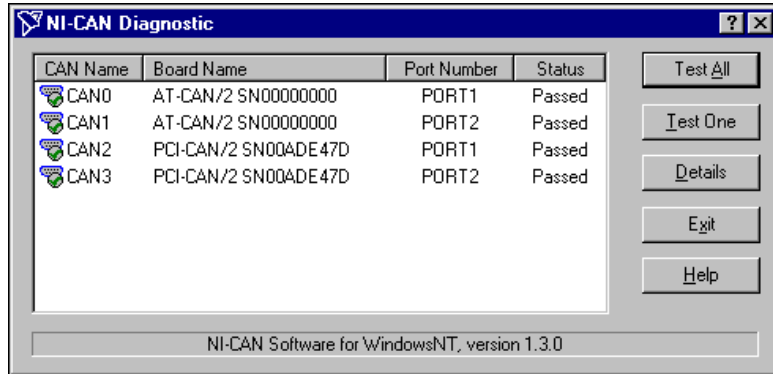 NI-CAN Diagnostic
CAN Name Board Name Port Number Status
CAN0 AT-CAN/2 SN00000000 PORT1 Passed
CAN1 AT-CAN/2 SN00000000 PORT2 Passed
CAN2 PCI-CAN/2 SN00ADE47D PORT1 Passed
CAN3 PCI-CAN/2 SN00ADE47D PORT2 Passed
Test All
Test One
Details
Exit
Help
NI-CAN Software for WindowsNT, version 1.3.0